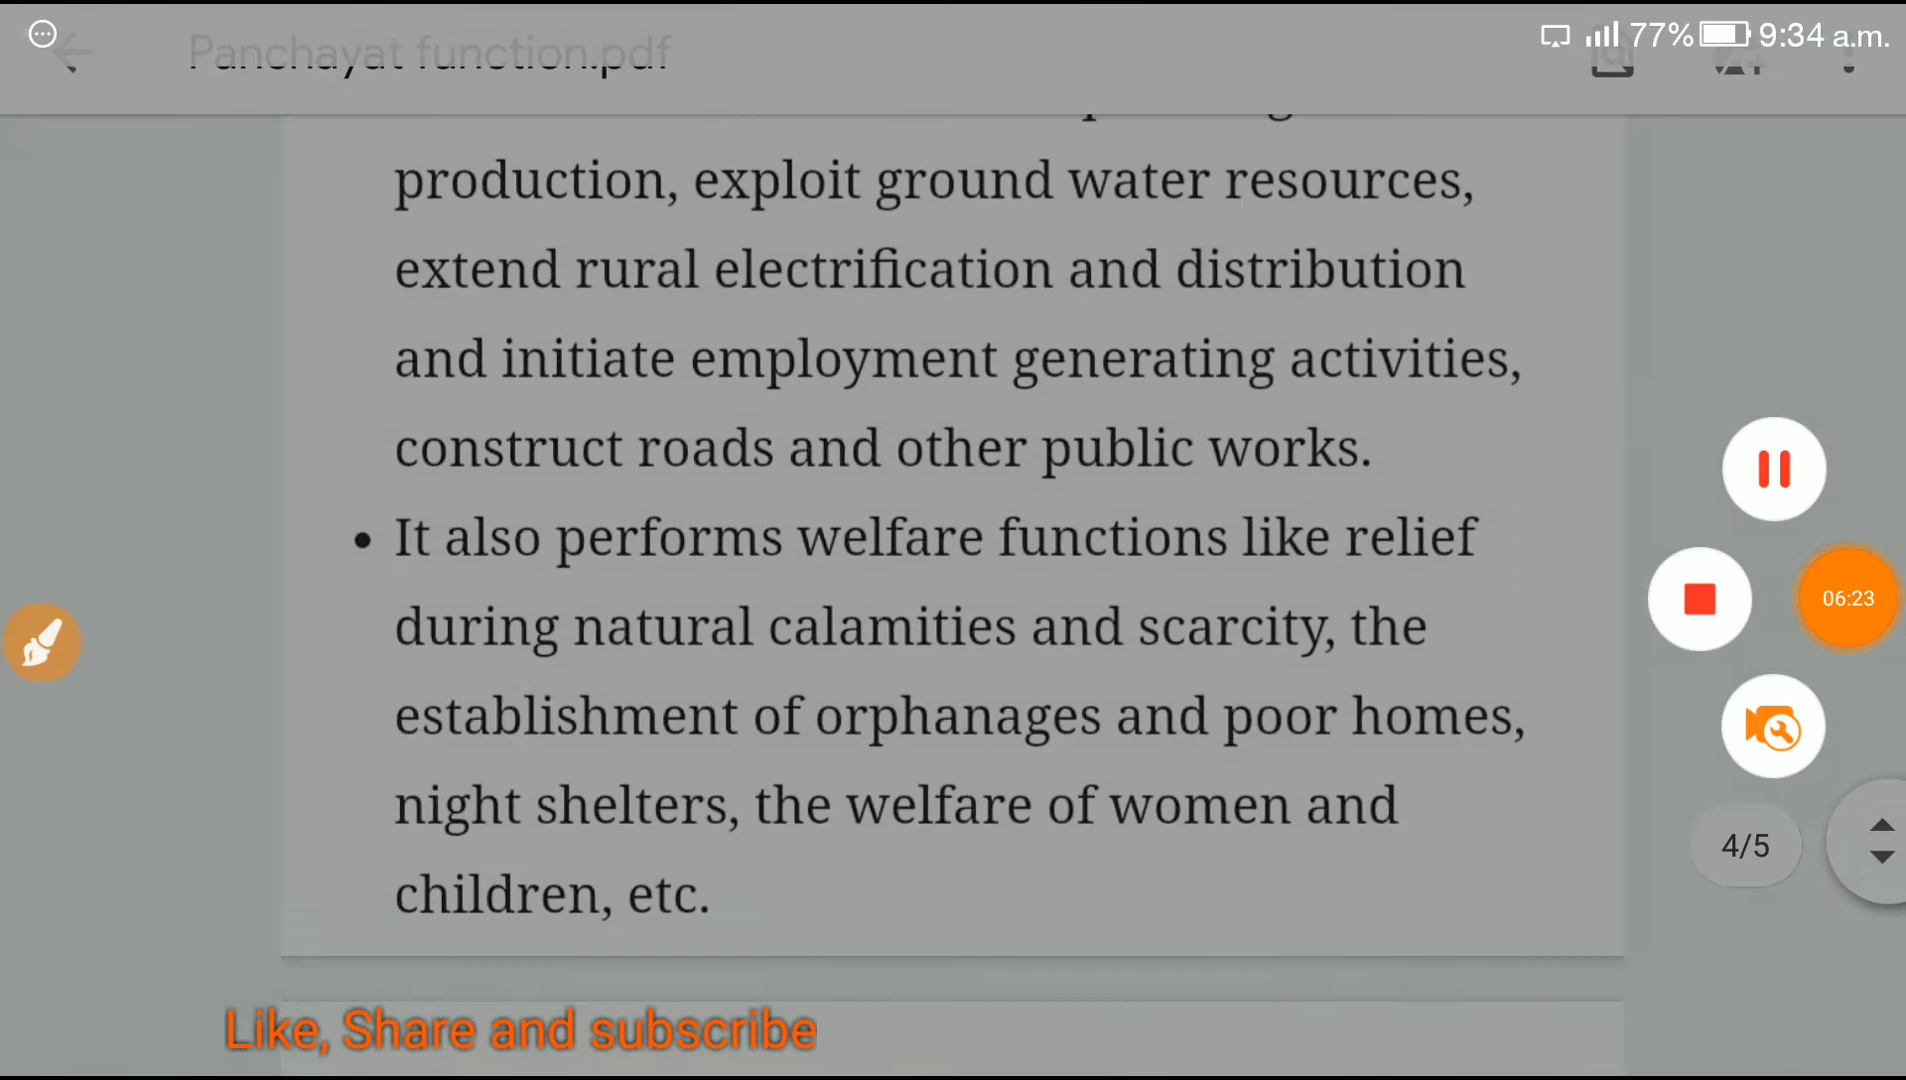 Panchayat function.pdf
77%
9:34 a.m.
production, exploit ground water resources,
extend rural electrification and distribution
and initiate employment generating activities,
construct roads and other public works.
• It also performs welfare functions like relief
during natural calamities and scarcity, the
establishment of orphanages and poor homes,
night shelters, the welfare of women and
children, etc.
06:23
4/5
Like, Share and subscribe